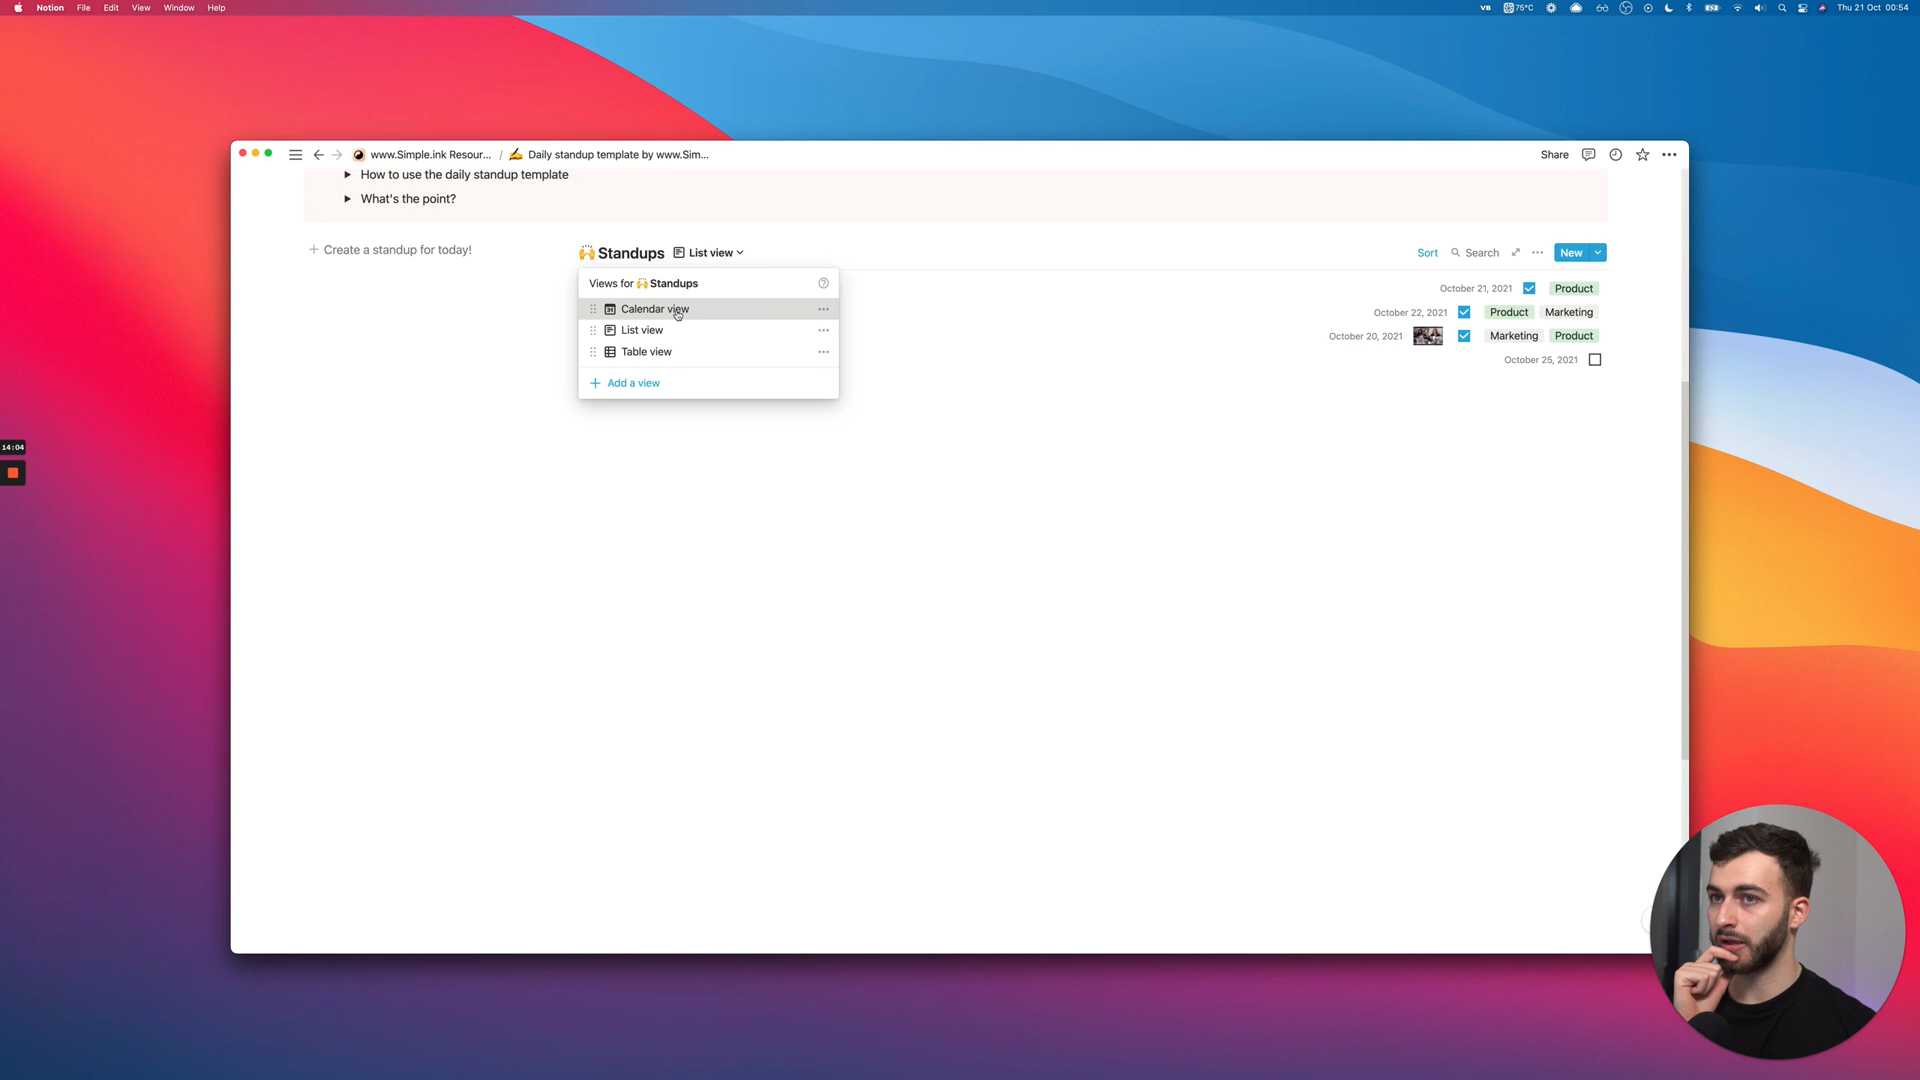 Notion File Edit View Window Help
VB 75°C Thu 21 Oct 00:54
www.Simple.ink Resour... / Daily standup template by www.Sim...
Share
How to use the daily standup template
What's the point?
+ Create a standup for today!
Standups List view
Sort Search New
Views for Standups
Calendar view
List view
Table view
+ Add a view
October 21, 2021 Product
October 22, 2021 Product Marketing
October 20, 2021 Marketing Product
October 25, 2021
14:04